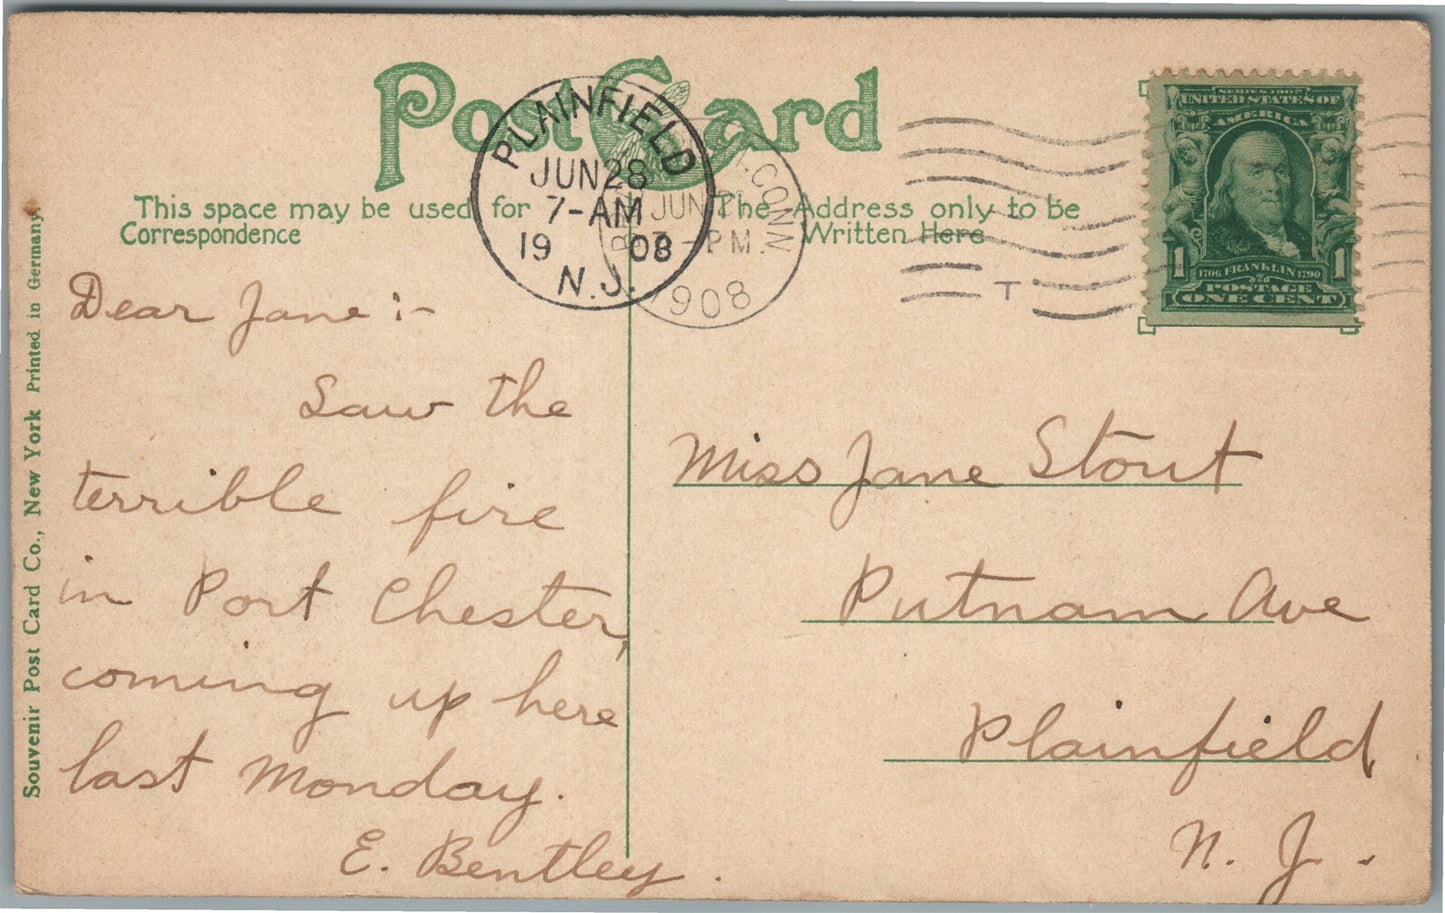 Post Card
This space may be used for
Correspondence
The Address only to be
Written Here
PLAINFIELD
JUN 28
7-AM
19 08
N.J.
CONN
JUN
7-PM
1908
T
SERIES 1902
UNITED STATES OF
AMERICA
1 1
1706 FRANKLIN 1790
POSTAGE
ONE CENT
Dear Jane :-
Saw the
terrible fire
in Port Chester,
coming up here
last Monday.
E. Bentley.
Miss Jane Stout
Putnam Ave
Plainfield
N. J.
Souvenir Post Card Co., New York Printed in Germany.